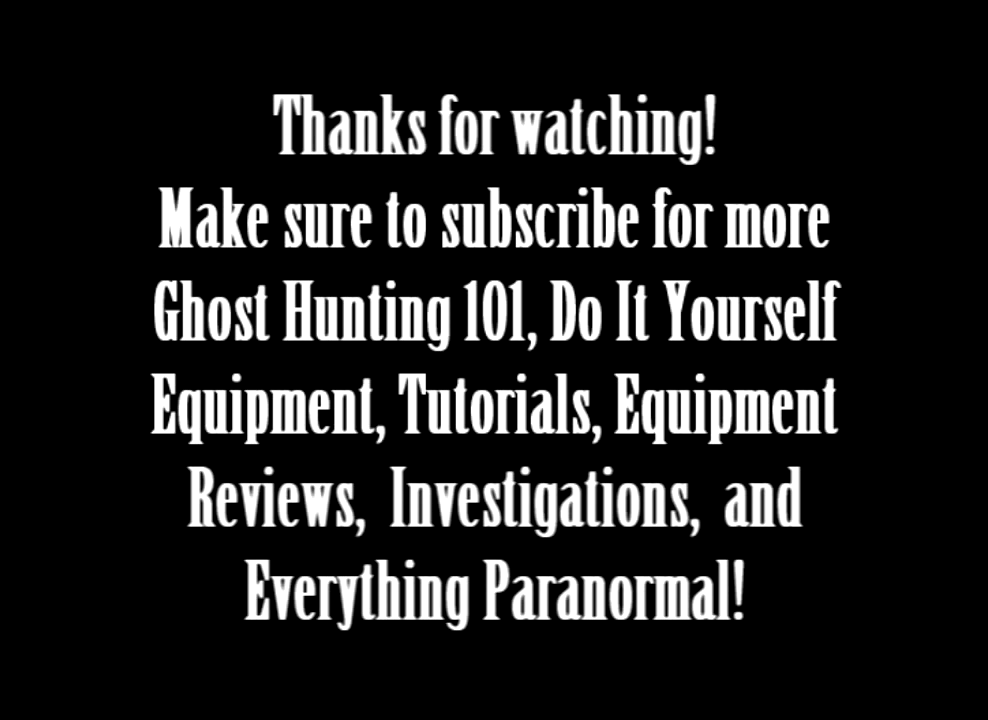 Thanks for watching!
Make sure to subscribe for more
Ghost Hunting 101, Do It Yourself
Equipment, Tutorials, Equipment
Reviews, Investigations, and
Everything Paranormal!